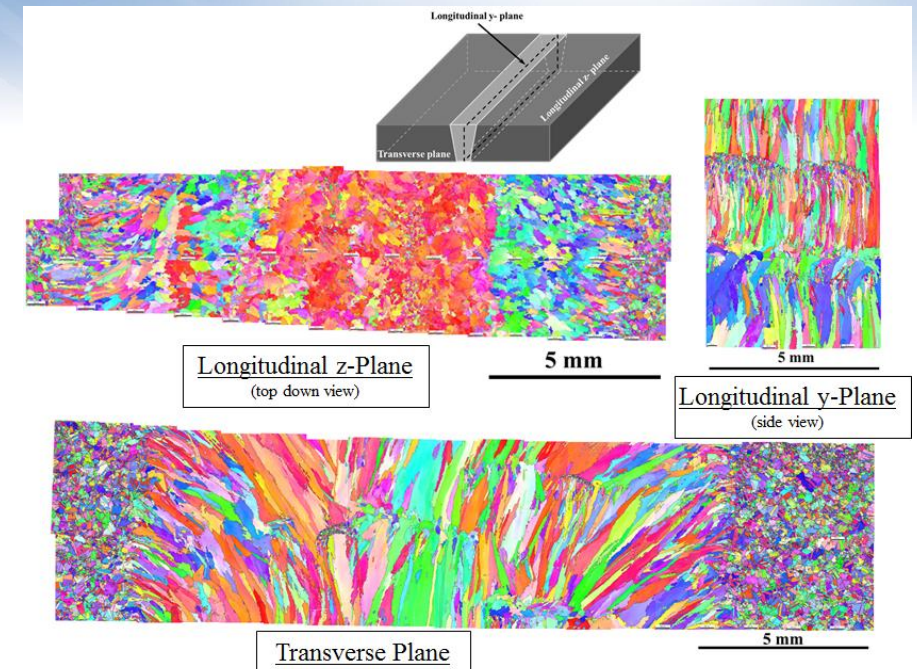 Longitudinal y- plane
Longitudinal z- plane
Transverse plane
Longitudinal z-Plane
(top down view)
5 mm
5 mm
Longitudinal y-Plane
(side view)
Transverse Plane
5 mm